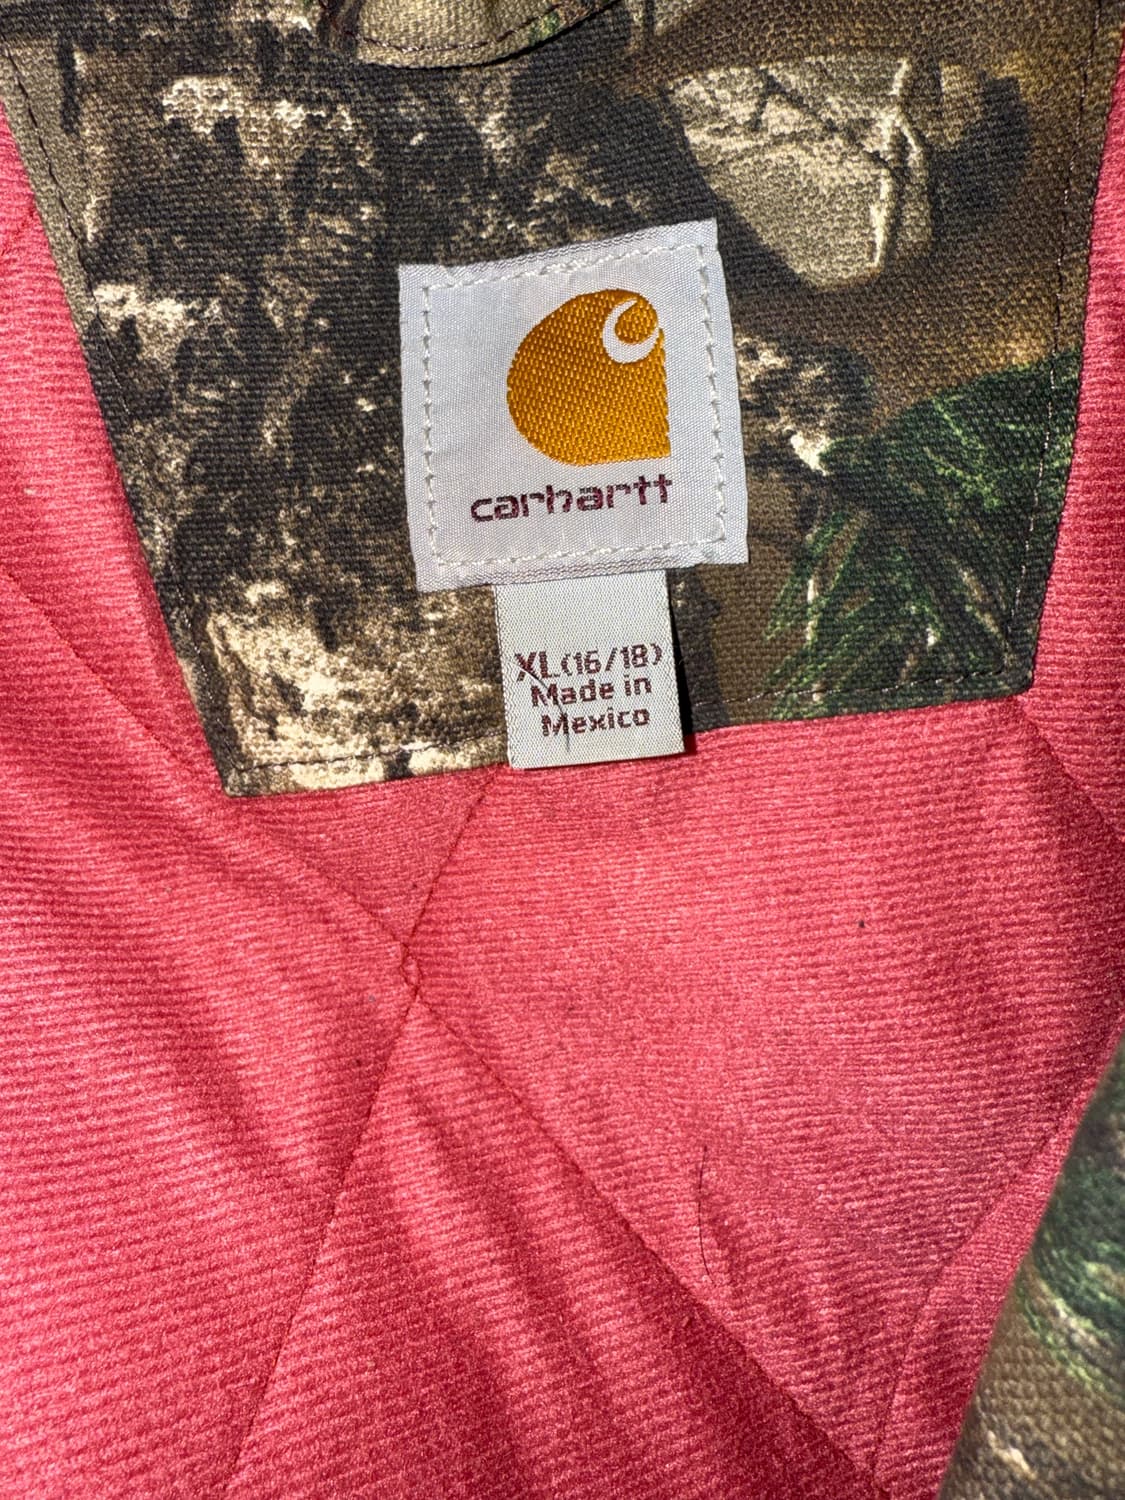 carhartt
XL(16/18)
Made in
Mexico